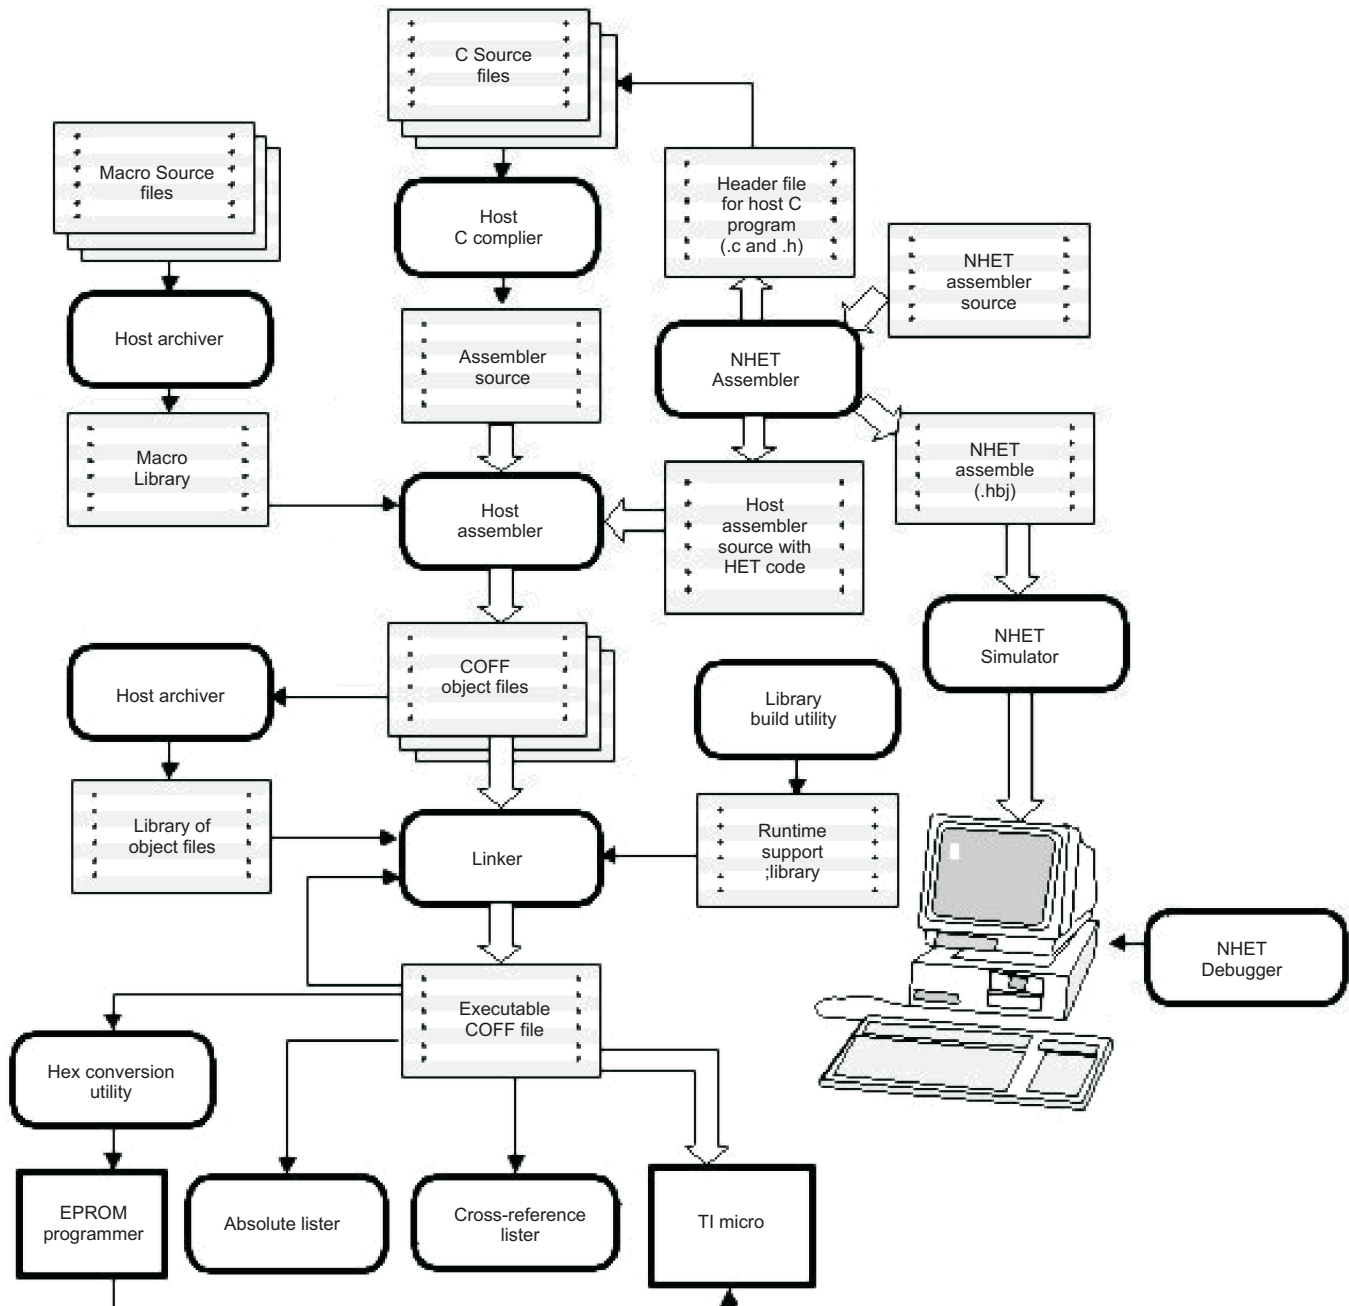 C Source
files
Macro Source
files
Header file
for host C
program
(.c and .h)
Host
C complier
NHET
assembler
source
Host archiver
Assembler
source
NHET
Assembler
Macro
Library
NHET
assemble
(.hbj)
Host
assembler
Host
assembler
source with
HET code
NHET
Simulator
Host archiver
COFF
object files
Library
build utility
Library of
object files
Linker
Runtime
support
;library
NHET
Debugger
Executable
COFF file
Hex conversion
utility
EPROM
programmer
Absolute lister
Cross-reference
lister
TI micro